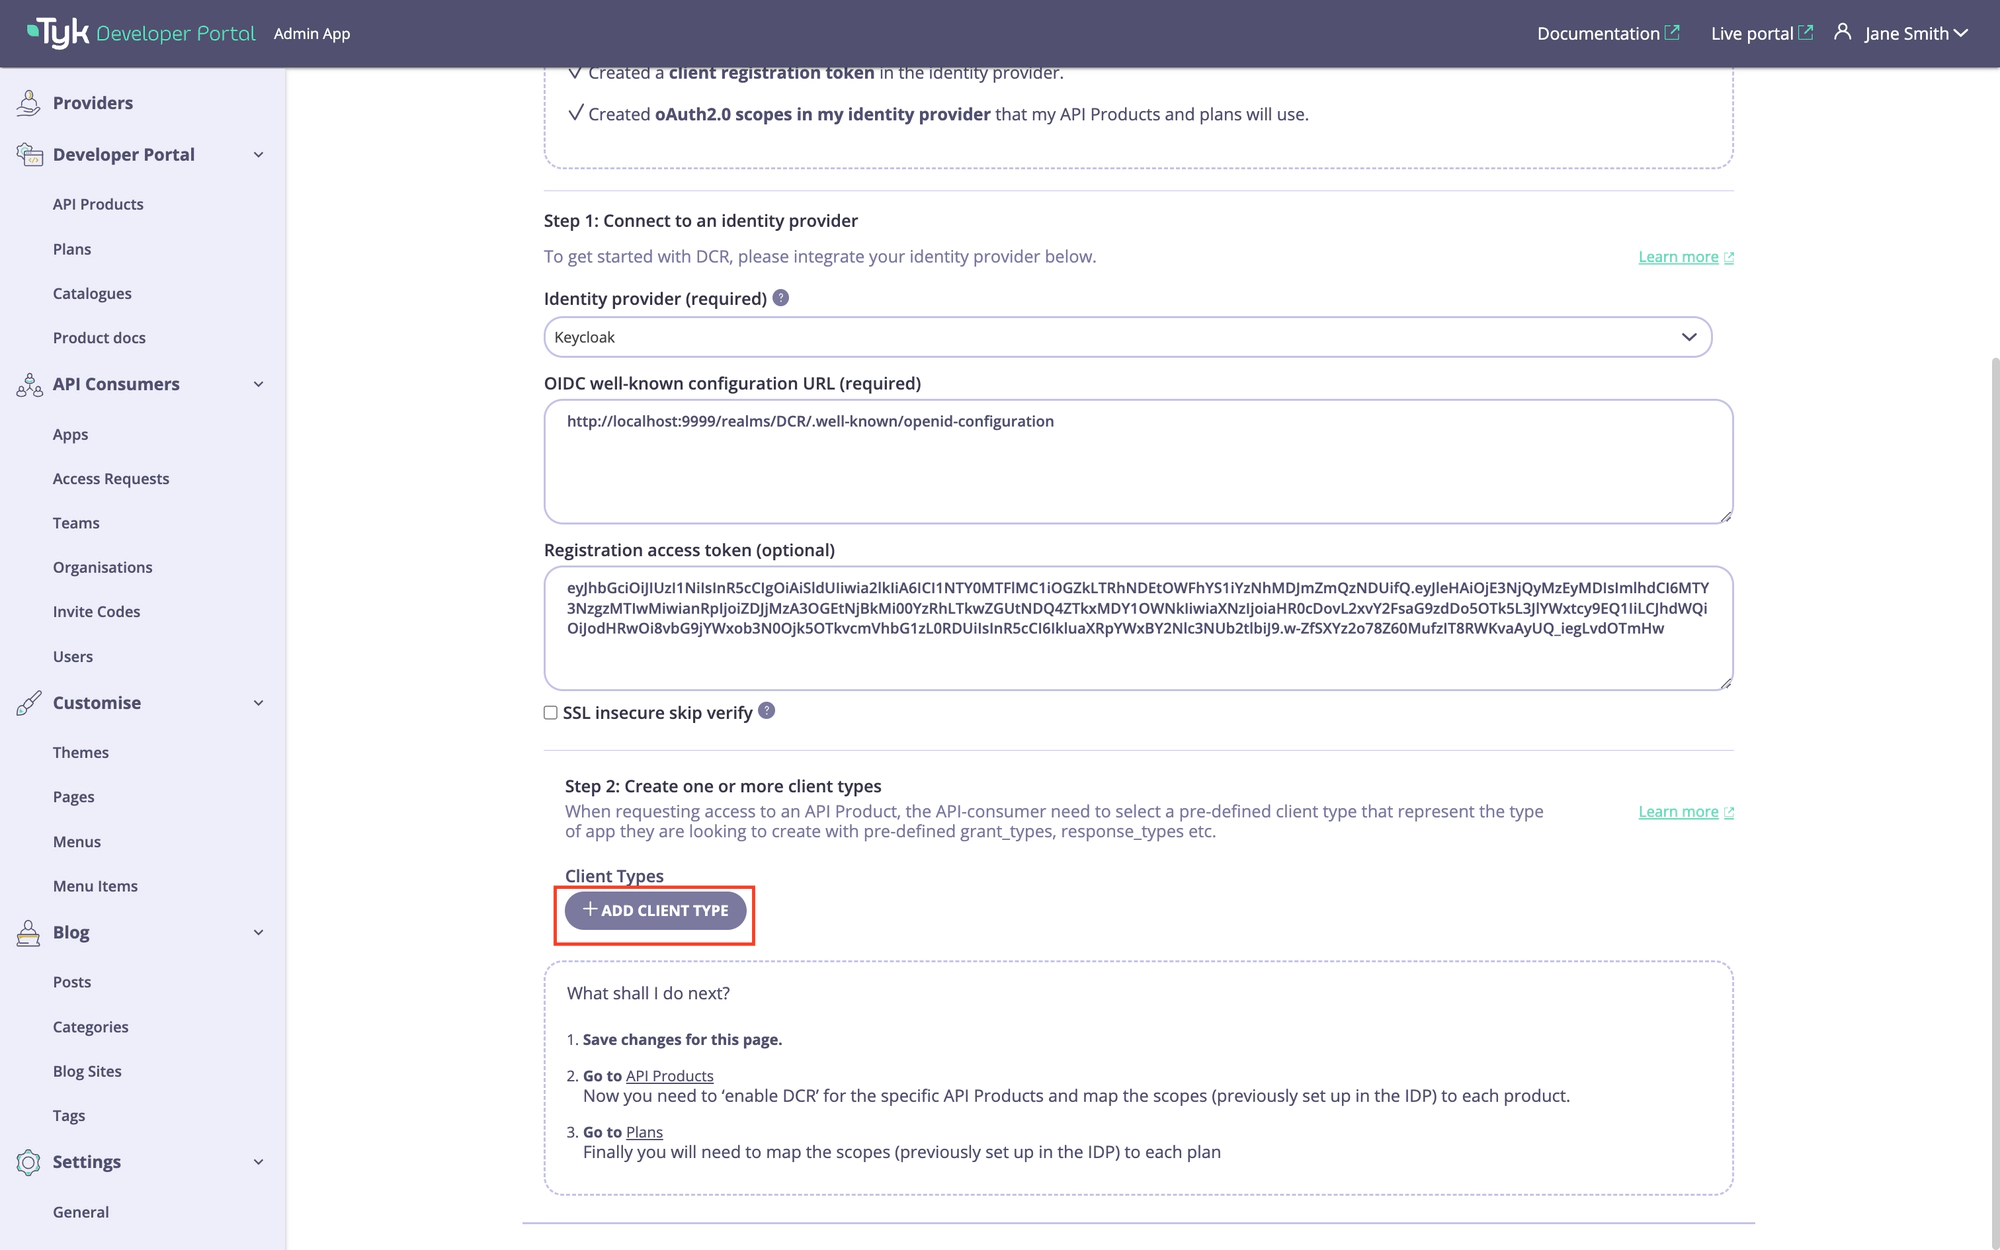 Tyk Developer Portal Admin App Documentation Live portal Jane Smith
Providers
Developer Portal
API Products
Plans
Catalogues
Product docs
API Consumers
Apps
Access Requests
Teams
Organisations
Invite Codes
Users
Customise
Themes
Pages
Menus
Menu Items
Blog
Posts
Categories
Blog Sites
Tags
Settings
General
✓ Created a client registration token in the identity provider.
✓ Created oAuth2.0 scopes in my identity provider that my API Products and plans will use.
Step 1: Connect to an identity provider
To get started with DCR, please integrate your identity provider below. Learn more
Identity provider (required) ?
Keycloak
OIDC well-known configuration URL (required)
http://localhost:9999/realms/DCR/.well-known/openid-configuration
Registration access token (optional)
SSL insecure skip verify ?
Step 2: Create one or more client types
When requesting access to an API Product, the API-consumer need to select a pre-defined client type that represent the type Learn more
of app they are looking to create with pre-defined grant_types, response_types etc.
Client Types
+ ADD CLIENT TYPE
What shall I do next?
1. Save changes for this page.
2. Go to API Products
Now you need to ‘enable DCR’ for the specific API Products and map the scopes (previously set up in the IDP) to each product.
3. Go to Plans
Finally you will need to map the scopes (previously set up in the IDP) to each plan